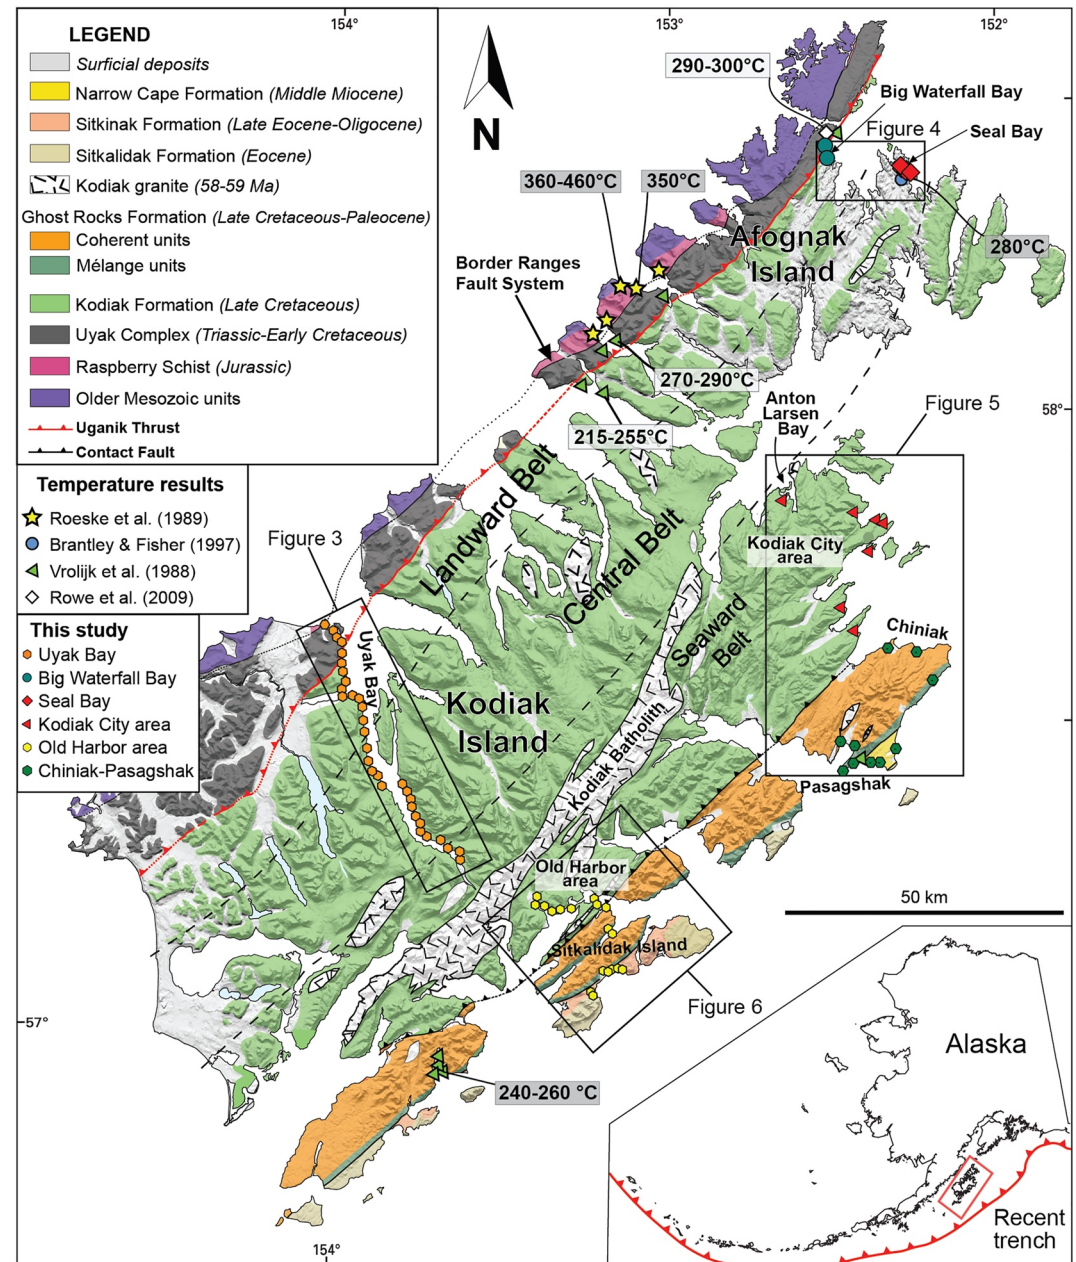 154°
153°
152°
LEGEND
Surficial deposits
Narrow Cape Formation (Middle Miocene)
Sitkinak Formation (Late Eocene-Oligocene)
Sitkalidak Formation (Eocene)
Kodiak granite (58-59 Ma)
Ghost Rocks Formation (Late Cretaceous-Paleocene)
Coherent units
Mélange units
Kodiak Formation (Late Cretaceous)
Uyak Complex (Triassic-Early Cretaceous)
Raspberry Schist (Jurassic)
Older Mesozoic units
Uganik Thrust
Contact Fault
Temperature results
Roeske et al. (1989)
Brantley & Fisher (1997)
Vrolijk et al. (1988)
Rowe et al. (2009)
This study
Uyak Bay
Big Waterfall Bay
Seal Bay
Kodiak City area
Old Harbor area
Chiniak-Pasagshak
N
290-300°C
Big Waterfall Bay
Figure 4
Seal Bay
360-460°C
350°C
280°C
Afognak
Island
Border Ranges
Fault System
270-290°C
215-255°C
Anton
Larsen
Bay
Figure 5
58°
Kodiak City
area
Figure 3
Landward Belt
Central Belt
Seaward
Belt
Uyak Bay
Chiniak
Kodiak
Island
Kodiak Batholith
Pasagshak
Old Harbor
area
Sitkalidak Island
50 km
Figure 6
57°
240-260 °C
Alaska
Recent
trench
154°